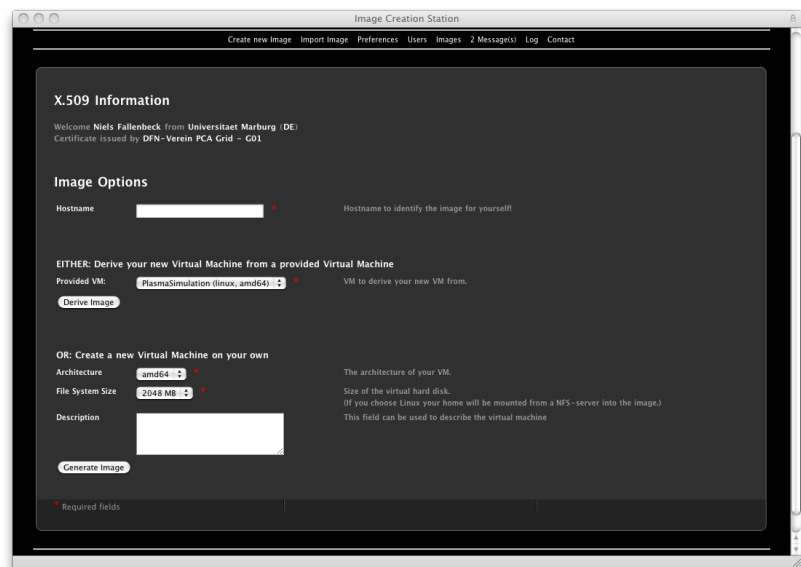 Image Creation Station
Create new Image Import Image Preferences Users Images 2 Message(s) Log Contact
X.509 Information
Welcome Niels Fallenbeck from Universitaet Marburg (DE)
Certificate issued by DFN-Verein PCA Grid - G01
Image Options
Hostname * Hostname to identify the image for yourself!
EITHER: Derive your new Virtual Machine from a provided Virtual Machine
Provided VM: PlasmaSimulation (linux, amd64) * VM to derive your new VM from.
Derive Image
OR: Create a new Virtual Machine on your own
Architecture amd64 * The architecture of your VM.
File System Size 2048 MB * Size of the virtual hard disk.
(If you choose Linux your home will be mounted from a NFS-server into the image.)
Description This field can be used to describe the virtual machine
Generate Image
* Required fields